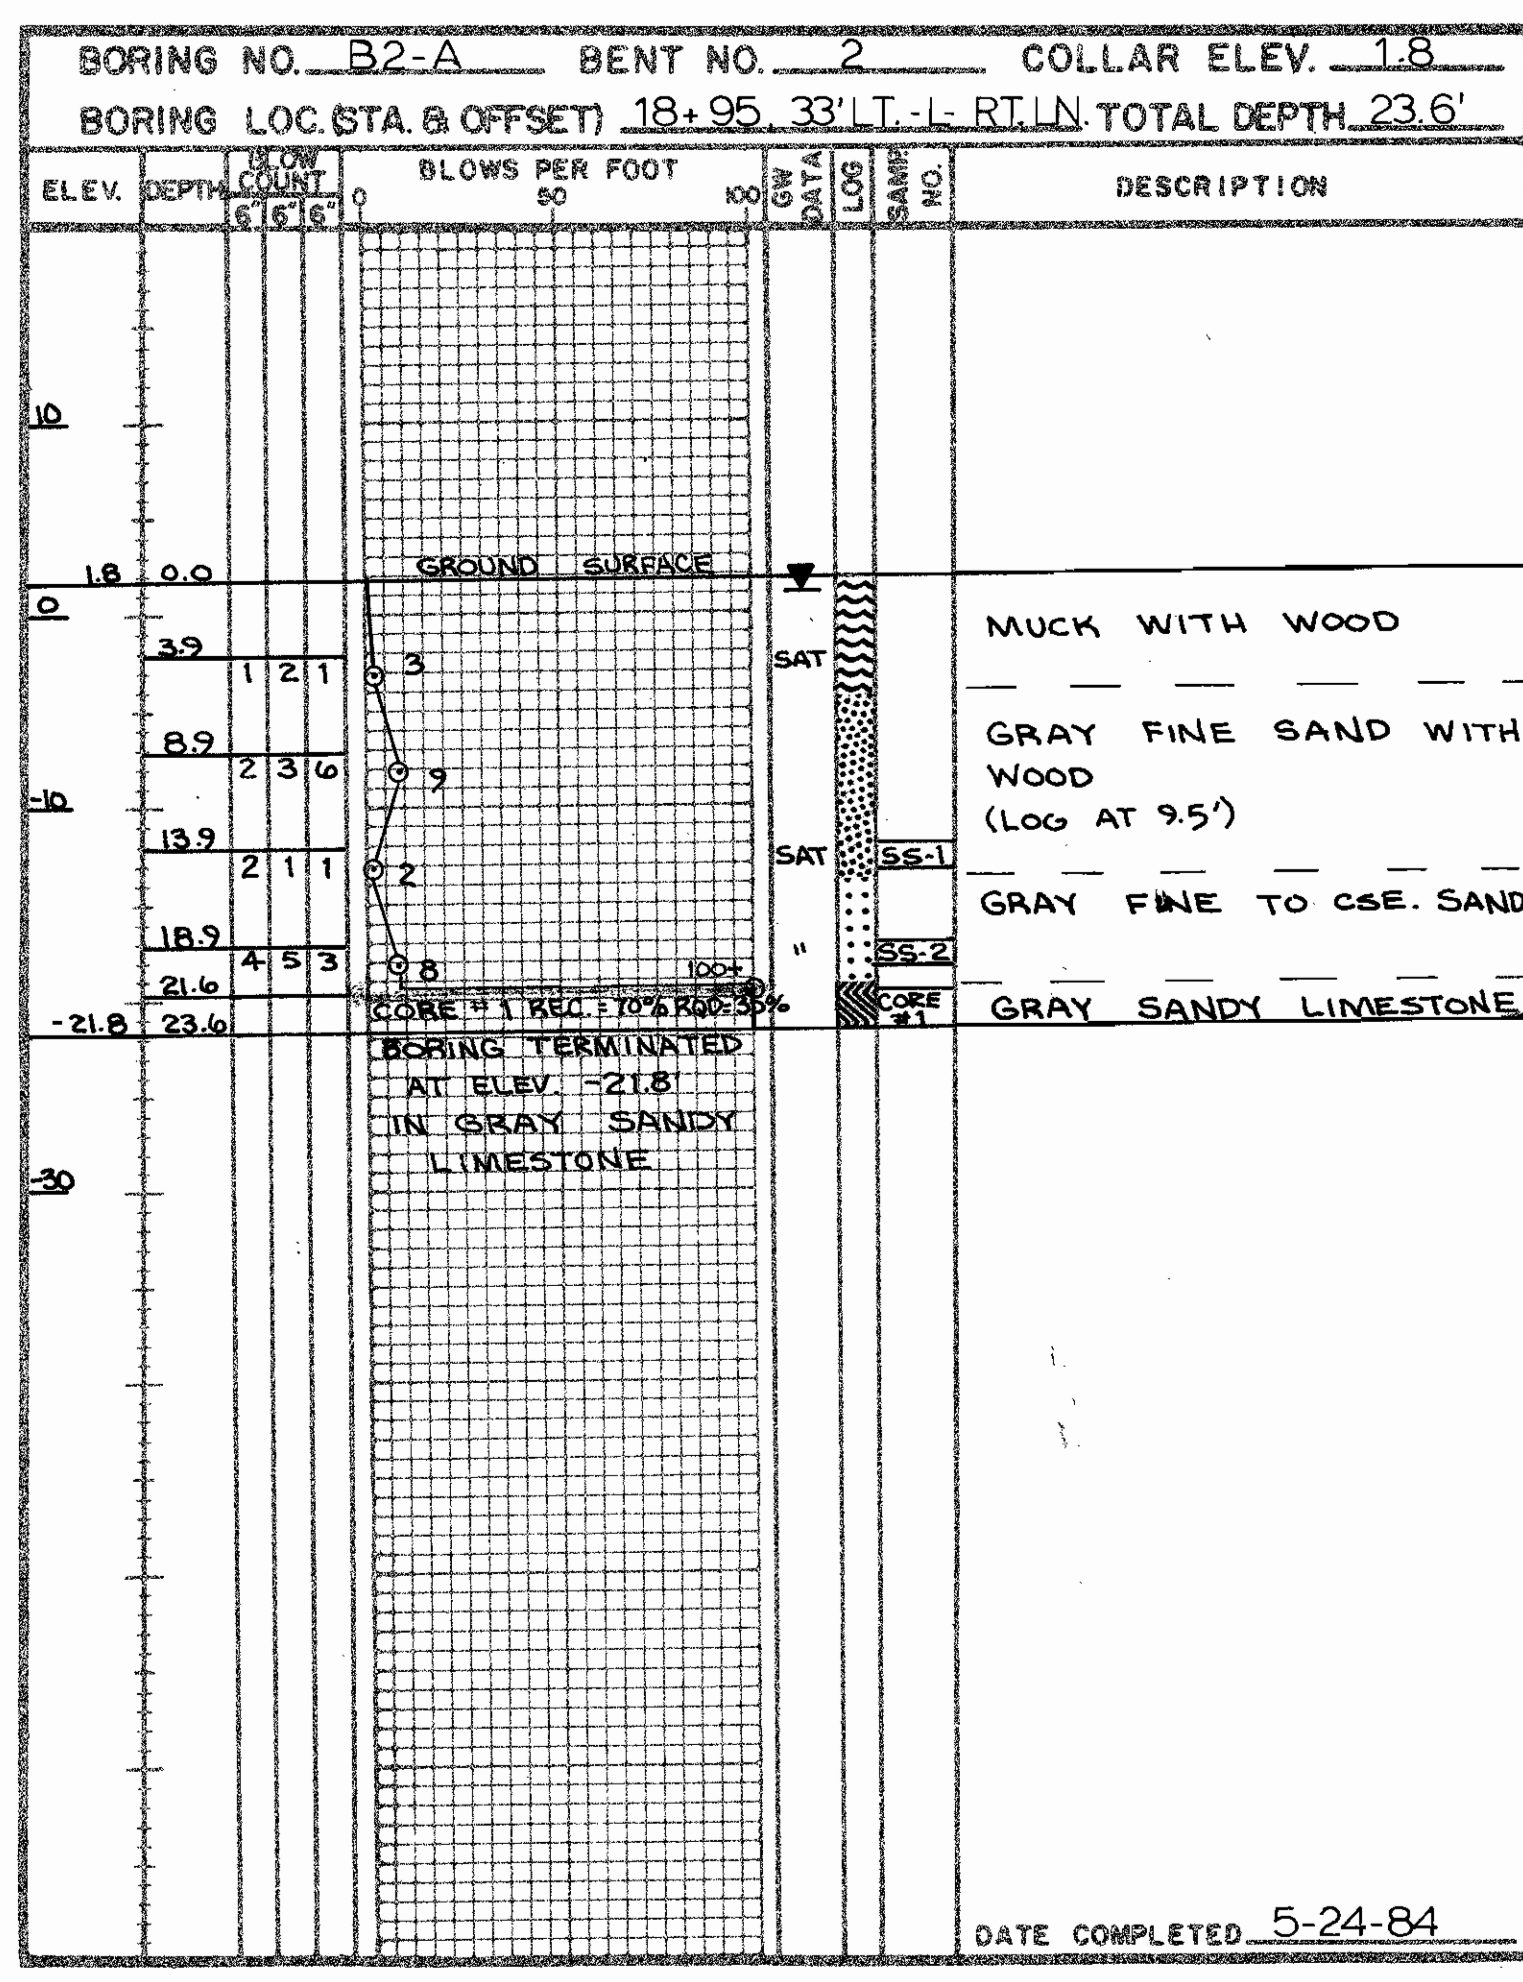 BORING NO. B2-A BENT NO. 2 COLLAR ELEV. 1.8
BORING LOC. (STA. & OFFSET) 18+95, 33' LT. -L- RT. LN. TOTAL DEPTH 23.6'
ELEV. DEPTH BLOW COUNT BLOWS PER FOOT GW DATA LOG SAMP. NO. DESCRIPTION
6" 6" 6" 0 50 100
10
1.8 0.0 GROUND SURFACE
0
MUCK WITH WOOD
3.9 SAT
1 2 1 3
GRAY FINE SAND WITH
8.9
2 3 6 9 WOOD
-10
(LOG AT 9.5')
13.9 SAT SS-1
2 1 1 2
GRAY FINE TO CSE. SAND
18.9 " SS-2
4 5 3 8 100+
21.6
CORE #1 REC. = 70% RQD=35% CORE #1 GRAY SANDY LIMESTONE
-21.8 23.6
BORING TERMINATED
AT ELEV. -21.8'
IN GRAY SANDY
LIMESTONE
-30
DATE COMPLETED 5-24-84